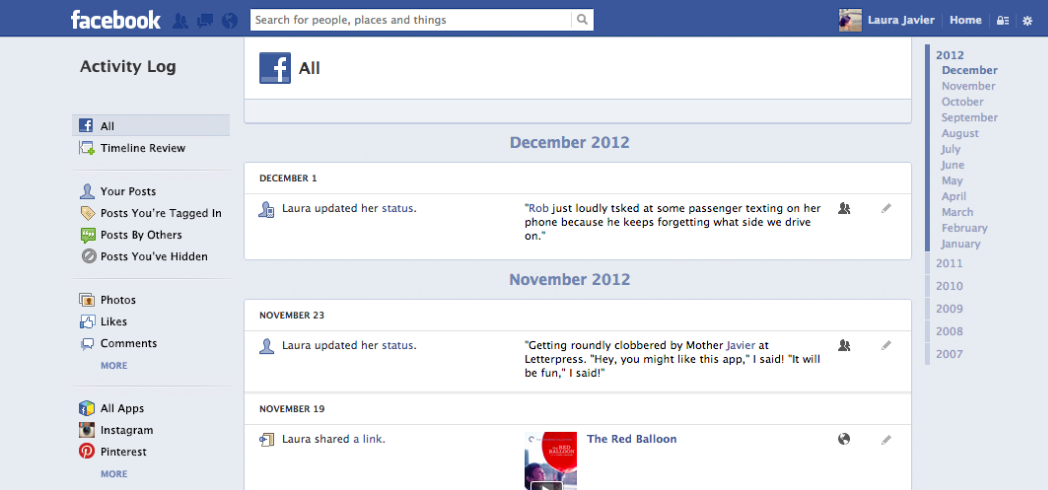 facebook
Search for people, places and things
Laura Javier
Home
Activity Log
All
Timeline Review
Your Posts
Posts You're Tagged In
Posts By Others
Posts You've Hidden
Photos
Likes
Comments
MORE
All Apps
Instagram
Pinterest
MORE
All
December 2012
DECEMBER 1
Laura updated her status.
"Rob just loudly tsked at some passenger texting on her
phone because he keeps forgetting what side we drive
on."
November 2012
NOVEMBER 23
Laura updated her status.
"Getting roundly clobbered by Mother Javier at
Letterpress. "Hey, you might like this app," I said! "It will
be fun," I said!"
NOVEMBER 19
Laura shared a link.
THE RED
BALLOON
The Red Balloon
2012
December
November
October
September
August
July
June
May
April
March
February
January
2011
2010
2009
2008
2007